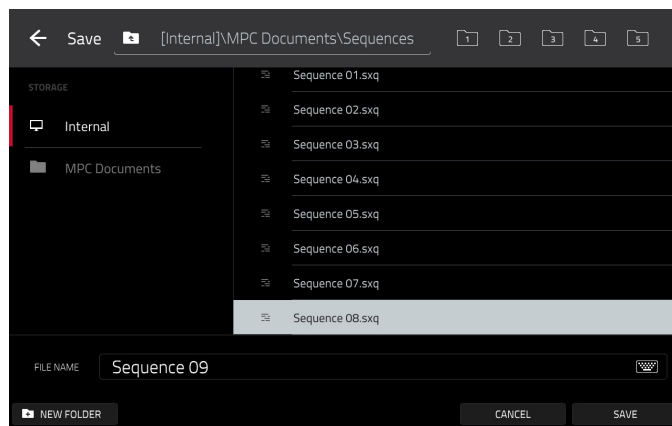 Save [Internal]\MPC Documents\Sequences 1 2 3 4 5
STORAGE
Internal
MPC Documents
Sequence 01.sxq
Sequence 02.sxq
Sequence 03.sxq
Sequence 04.sxq
Sequence 05.sxq
Sequence 06.sxq
Sequence 07.sxq
Sequence 08.sxq
FILE NAME Sequence 09
NEW FOLDER CANCEL SAVE